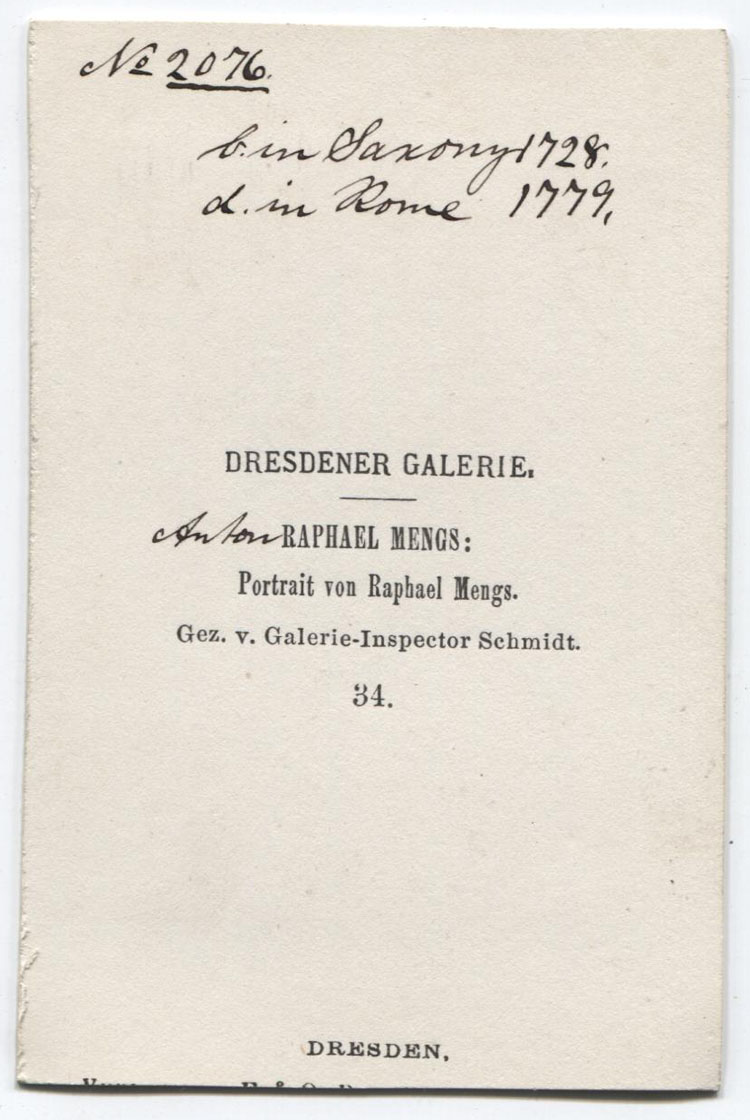 No 2076.
b. in Saxony 1728.
d. in Rome 1779,
DRESDENER GALERIE.
Anton RAPHAEL MENGS:
Portrait von Raphael Mengs.
Gez. v. Galerie-Inspector Schmidt.
34.
DRESDEN,